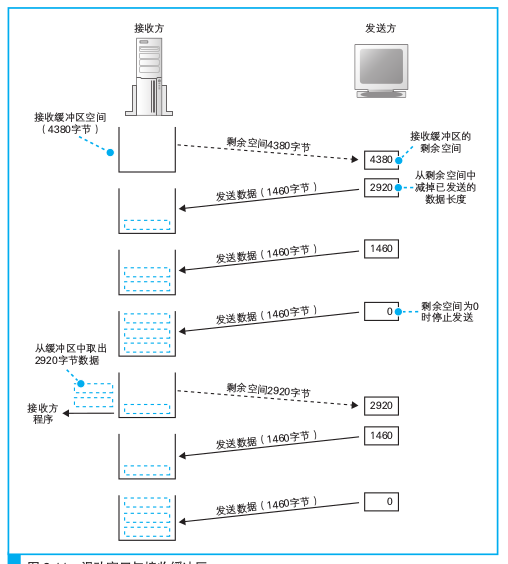 接收方
发送方
接收缓冲区空间
（4380字节）
剩余空间4380字节
接收缓冲区的
剩余空间
4380
从剩余空间中
减掉已发送的
数据长度
2920
发送数据（1460字节）
1460
发送数据（1460字节）
0
剩余空间为0
时停止发送
发送数据（1460字节）
从缓冲区中取出
2920字节数据
剩余空间2920字节
接收方
程序
2920
1460
发送数据（1460字节）
0
发送数据（1460字节）